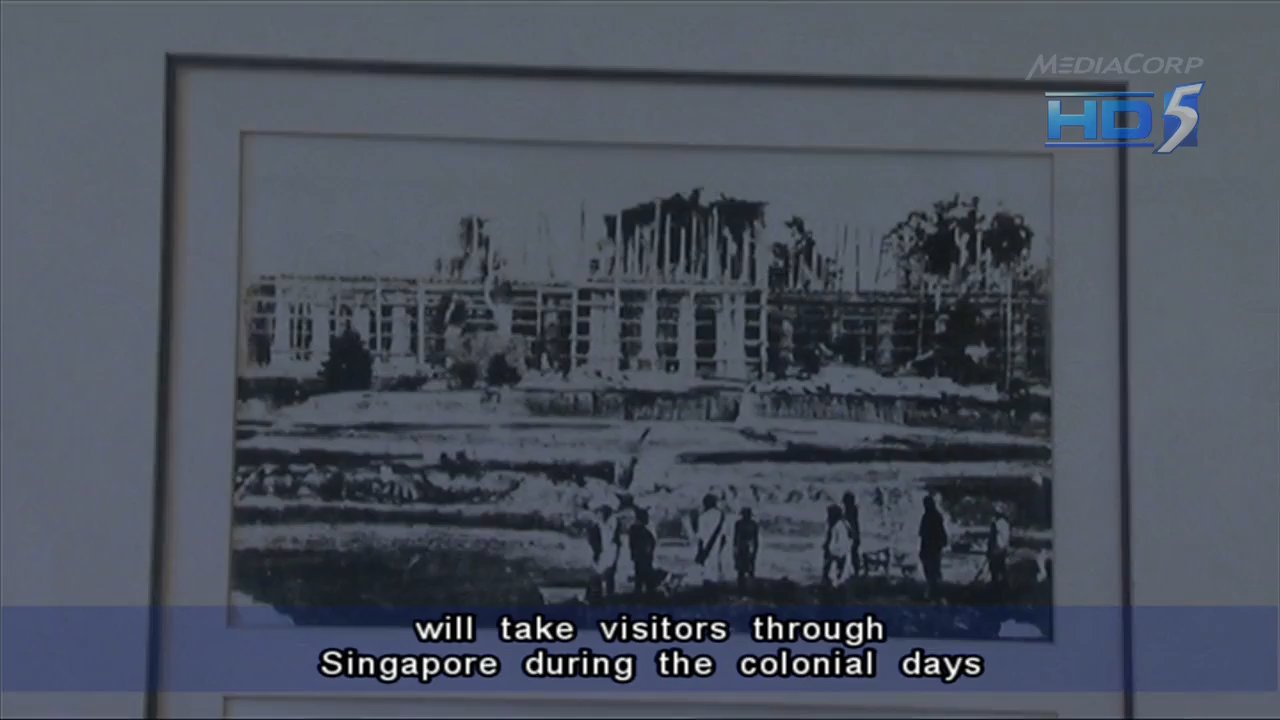 MEDIACORP
HD5
will take visitors through
Singapore during the colonial days